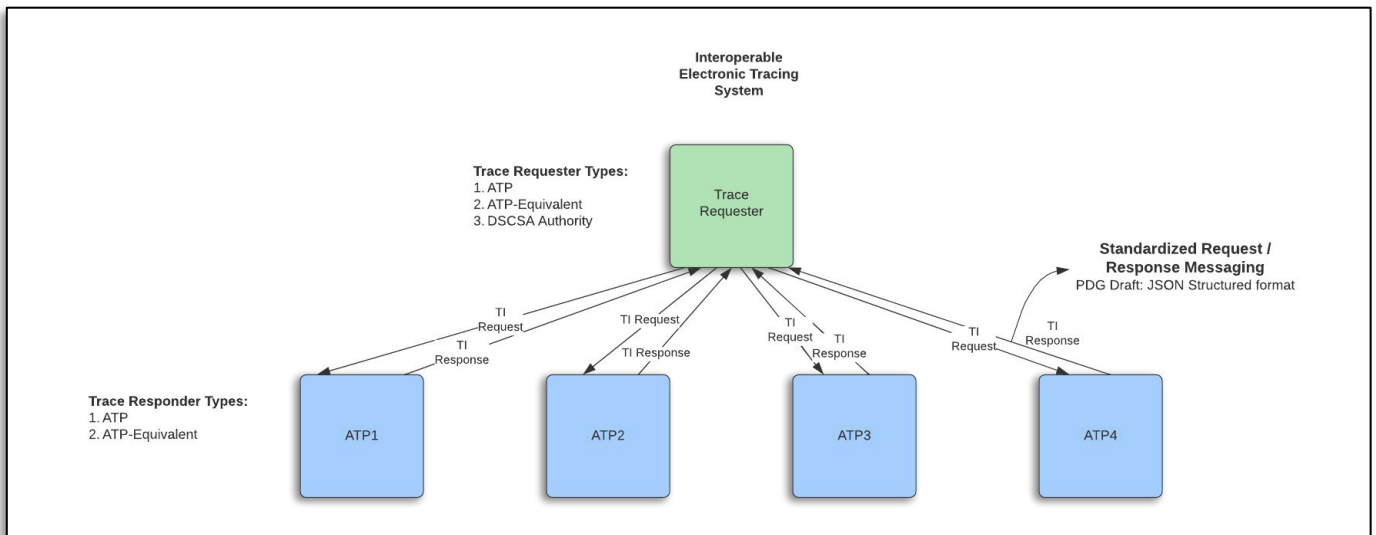 Interoperable
Electronic Tracing
System
Trace Requester Types:
1. ATP
2. ATP-Equivalent
3. DSCSA Authority
Trace
Requester
Standardized Request /
Response Messaging
PDG Draft: JSON Structured format
TI
Request
TI
Response
TI Request
TI Response
TI
Request
TI
Response
TI
Request
TI
Response
Trace Responder Types:
1. ATP
2. ATP-Equivalent
ATP1
ATP2
ATP3
ATP4